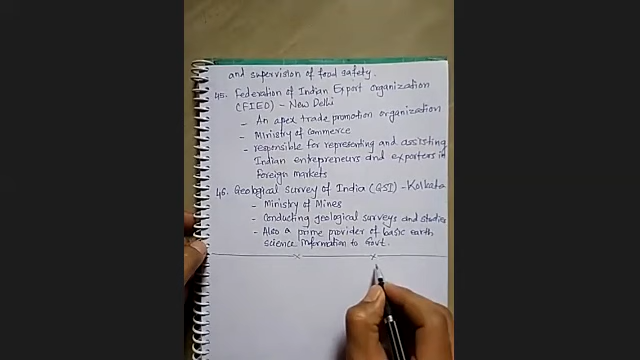 and supervision of food safety.
45. Federation of Indian Export organization
(FIEO) - New Delhi
- An apex trade promotion organization
- Ministry of commerce
- responsible for representing and assisting
Indian entrepreneurs and exporters in
foreign markets
46. Geological Survey of India (GSI) - Kolkata
- Ministry of Mines
- Conducting geological surveys and studies
- Also a prime provider of basic earth
science information to Govt.